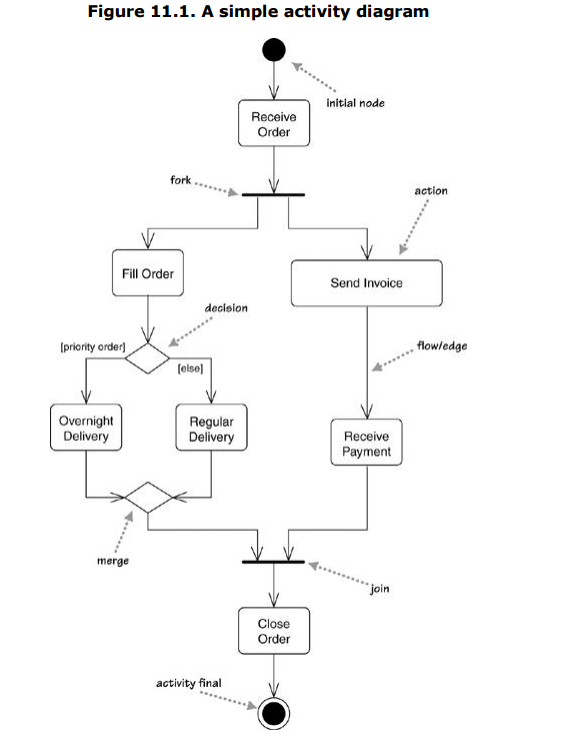 Figure 11.1. A simple activity diagram
initial node
Receive
Order
fork
action
Fill Order
Send Invoice
decision
[priority order]
[else]
flow/edge
Overnight
Delivery
Regular
Delivery
Receive
Payment
merge
join
Close
Order
activity final